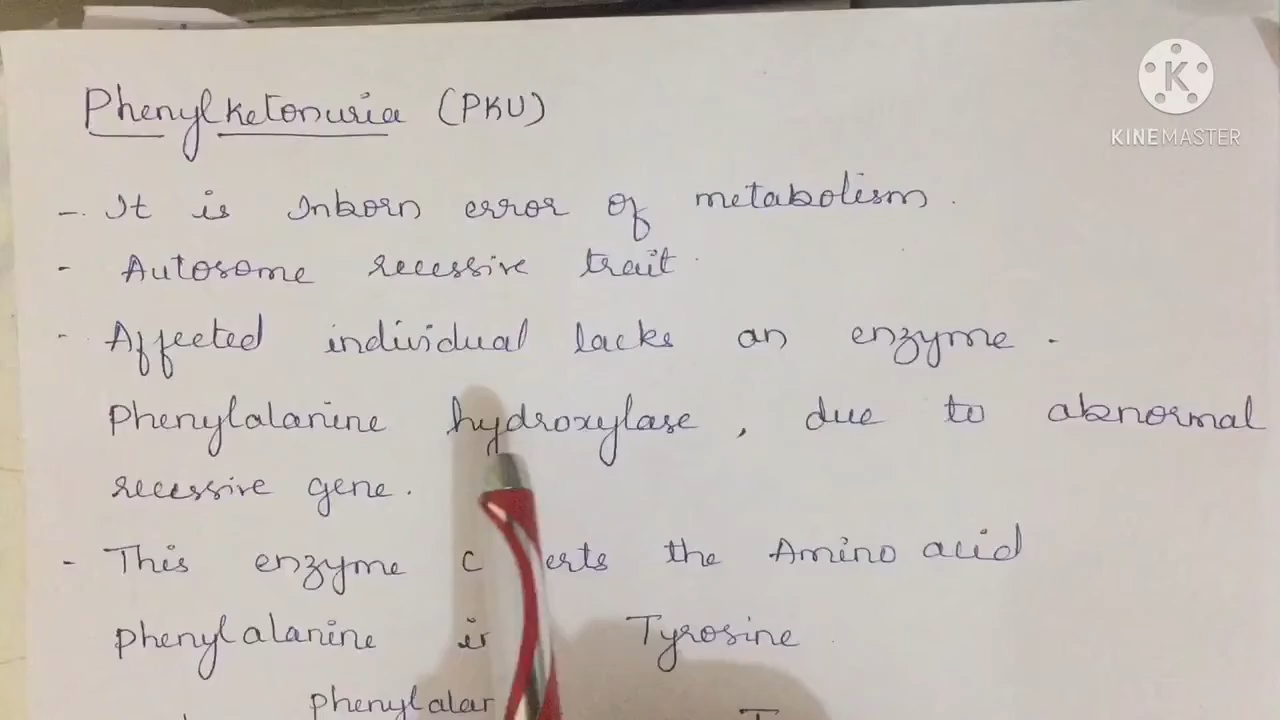 Phenylketonuria (PKU)
K
KINEMASTER
- It is Inborn error of metabolism.
- Autosome recessive trait.
- Affected individual lacks an enzyme.
Phenylalanine hydroxylase, due to abnormal
recessive gene.
- This enzyme c erts the Amino acid
phenylalanine Tyrosine